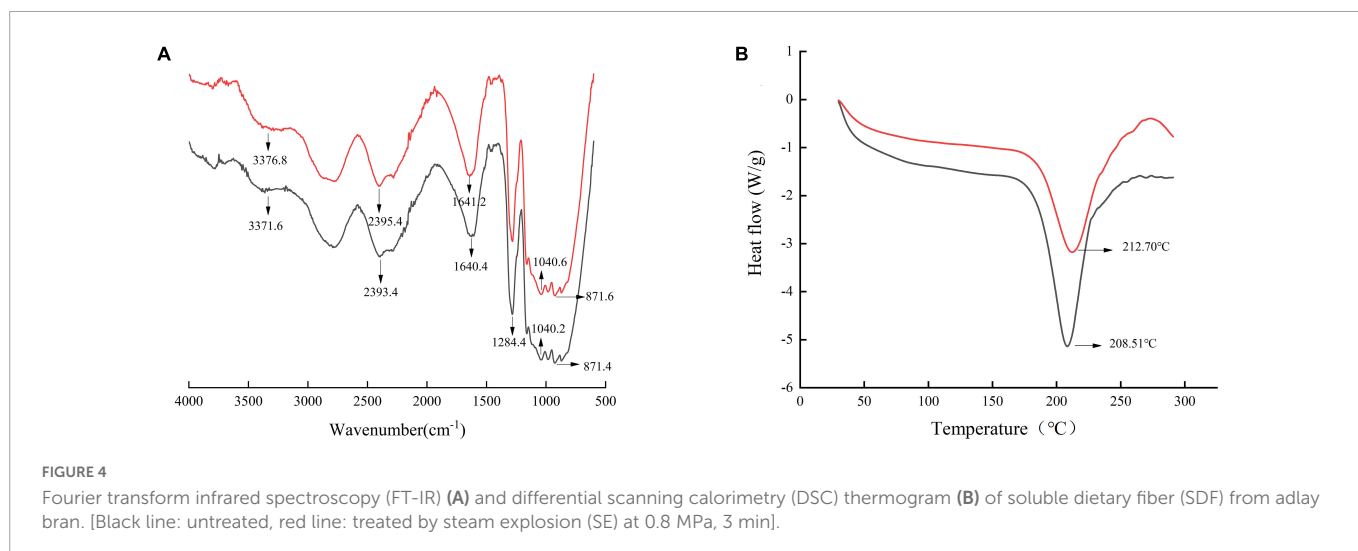 A
3376.8
3371.6
2395.4
2393.4
1641.2
1640.4
1284.4
1040.6
1040.2
871.6
871.4
4000 3500 3000 2500 2000 1500 1000 500
Wavenumber(cm⁻¹)
B
1
0
-1
-2
-3
-4
-5
-6
Heat flow (W/g)
212.70℃
208.51℃
0 50 100 150 200 250 300
Temperature（℃）
FIGURE 4
Fourier transform infrared spectroscopy (FT-IR) (A) and differential scanning calorimetry (DSC) thermogram (B) of soluble dietary fiber (SDF) from adlay
bran. [Black line: untreated, red line: treated by steam explosion (SE) at 0.8 MPa, 3 min].